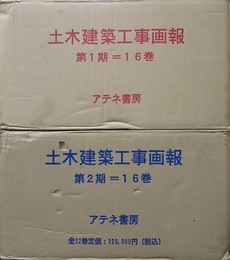 土木建築工事画報
第1期＝16巻
アテネ書房
土木建築工事画報
第2期＝16巻
アテネ書房
全32巻定価：320,000円（税込）